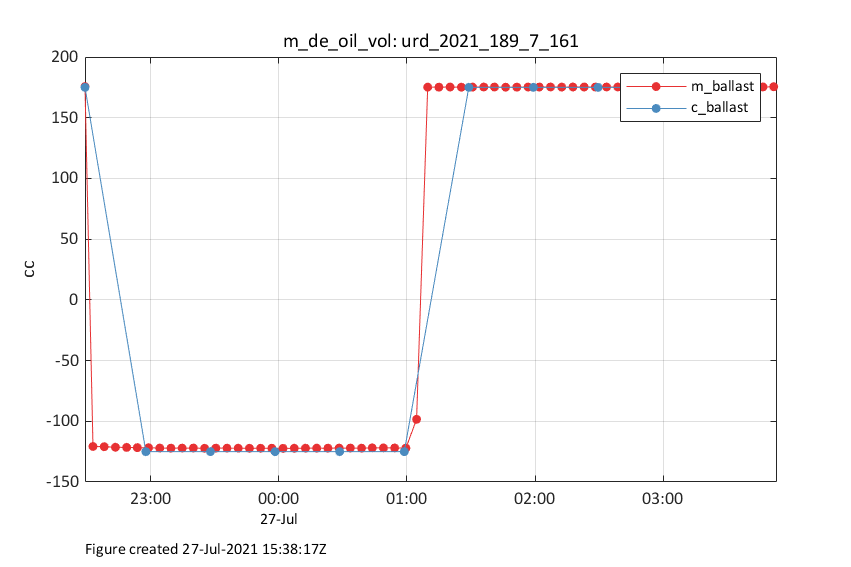 m_de_oil_vol: urd_2021_189_7_161
200
150
100
50
0
-50
-100
-150
cc
m_ballast
c_ballast
23:00
00:00
01:00
02:00
03:00
27-Jul
Figure created 27-Jul-2021 15:38:17Z